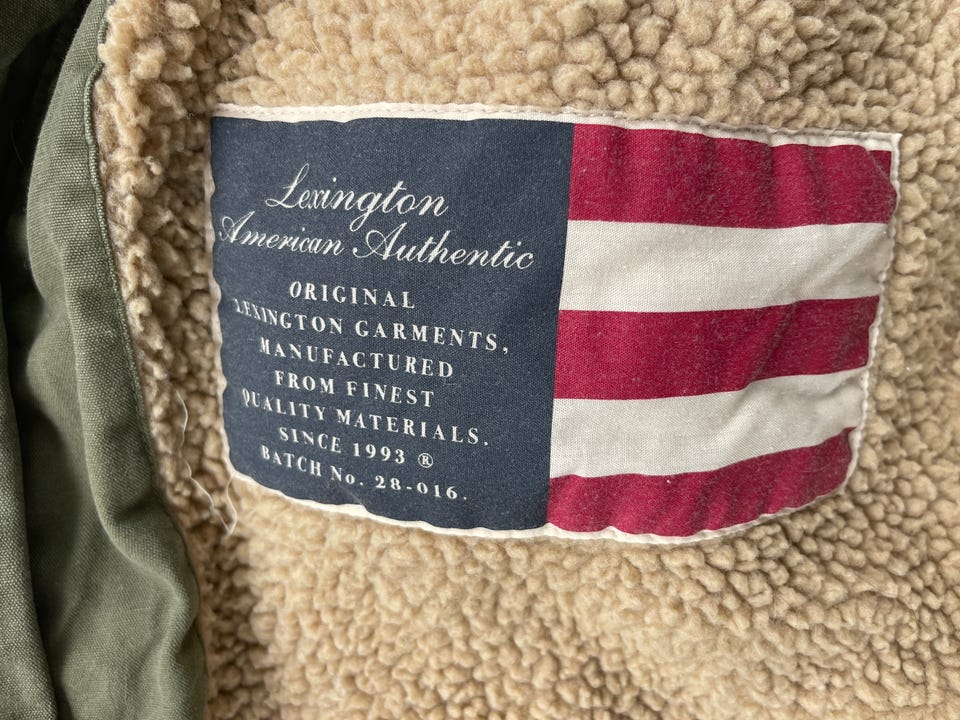 Lexington
American Authentic
ORIGINAL
LEXINGTON GARMENTS,
MANUFACTURED
FROM FINEST
QUALITY MATERIALS.
SINCE 1993 ®
BATCH No. 28-016.